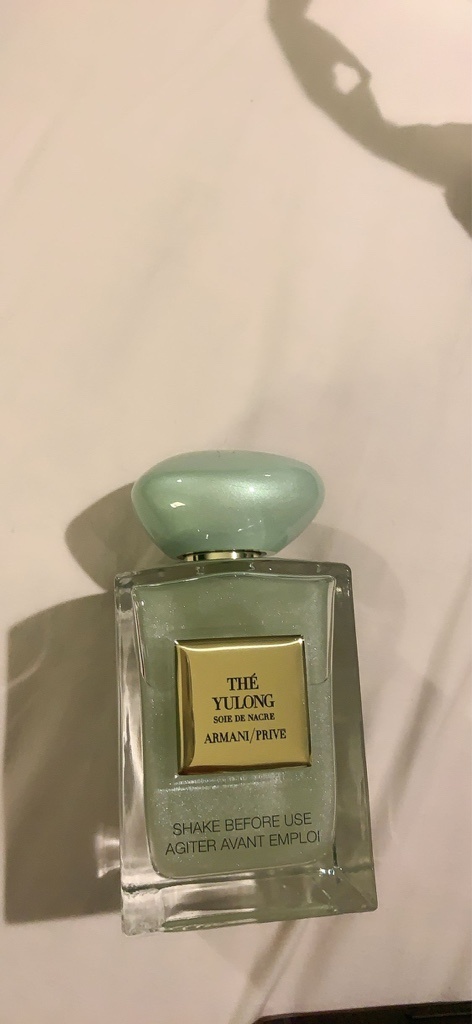 THÉ
YULONG
SOIE DE NACRE
ARMANI/PRIVE
SHAKE BEFORE USE
AGITER AVANT EMPLOI